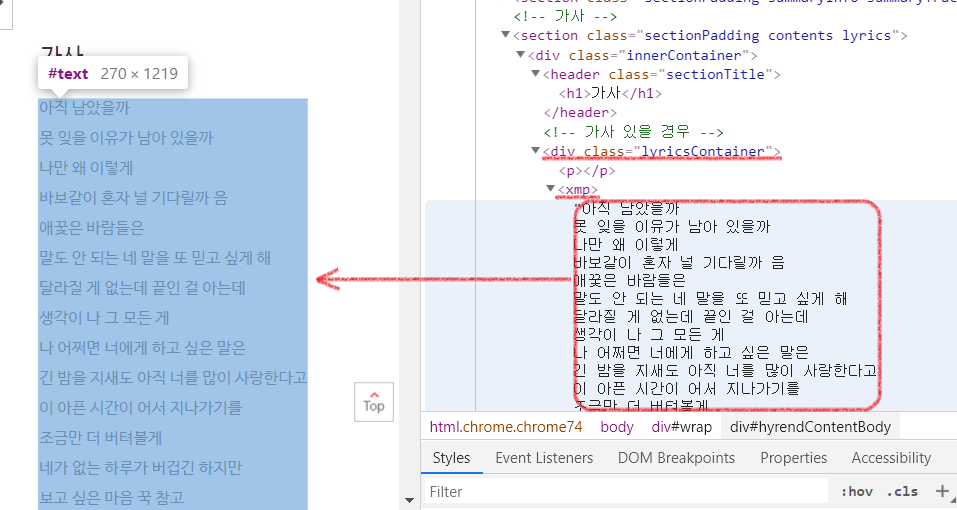 가사
#text 270 × 1219
아직 남았을까
못 잊을 이유가 남아 있을까
나만 왜 이렇게
바보같이 혼자 널 기다릴까 음
애꿎은 바람들은
말도 안 되는 네 말을 또 믿고 싶게 해
달라질 게 없는데 끝인 걸 아는데
생각이 나 그 모든 게
나 어쩌면 너에게 하고 싶은 말은
긴 밤을 지새도 아직 너를 많이 사랑한다고
이 아픈 시간이 어서 지나가기를
조금만 더 버텨볼게
네가 없는 하루가 버겁긴 하지만
보고 싶은 마음 꾹 참고
Top
<!-- 가사 -->
▼<section class="sectionPadding contents lyrics">
▼<div class="innerContainer">
▼<header class="sectionTitle">
<h1>가사</h1>
</header>
<!-- 가사 있을 경우 -->
▼<div class="lyricsContainer">
<p></p>
▼<xmp>
"아직 남았을까
못 잊을 이유가 남아 있을까
나만 왜 이렇게
바보같이 혼자 널 기다릴까 음
애꿎은 바람들은
말도 안 되는 네 말을 또 믿고 싶게 해
달라질 게 없는데 끝인 걸 아는데
생각이 나 그 모든 게
나 어쩌면 너에게 하고 싶은 말은
긴 밤을 지새도 아직 너를 많이 사랑한다고
이 아픈 시간이 어서 지나가기를
조금만 더 버텨볼게
html.chrome.chrome74 body div#wrap div#hyrendContentBody
Styles Event Listeners DOM Breakpoints Properties Accessibility
Filter :hov .cls +